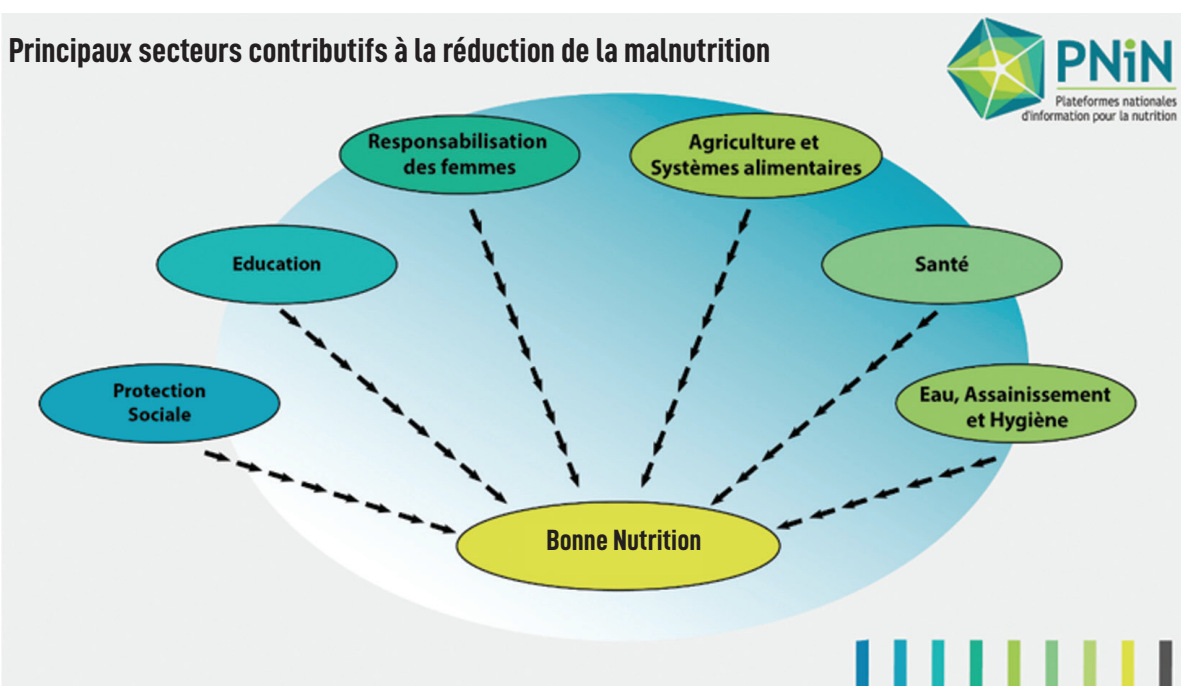 Principaux secteurs contributifs à la réduction de la malnutrition
PNiN
Plateformes nationales
d'information pour la nutrition
Responsabilisation
des femmes
Agriculture et
Systèmes alimentaires
Education
Santé
Protection
Sociale
Eau, Assainissement
et Hygiène
Bonne Nutrition